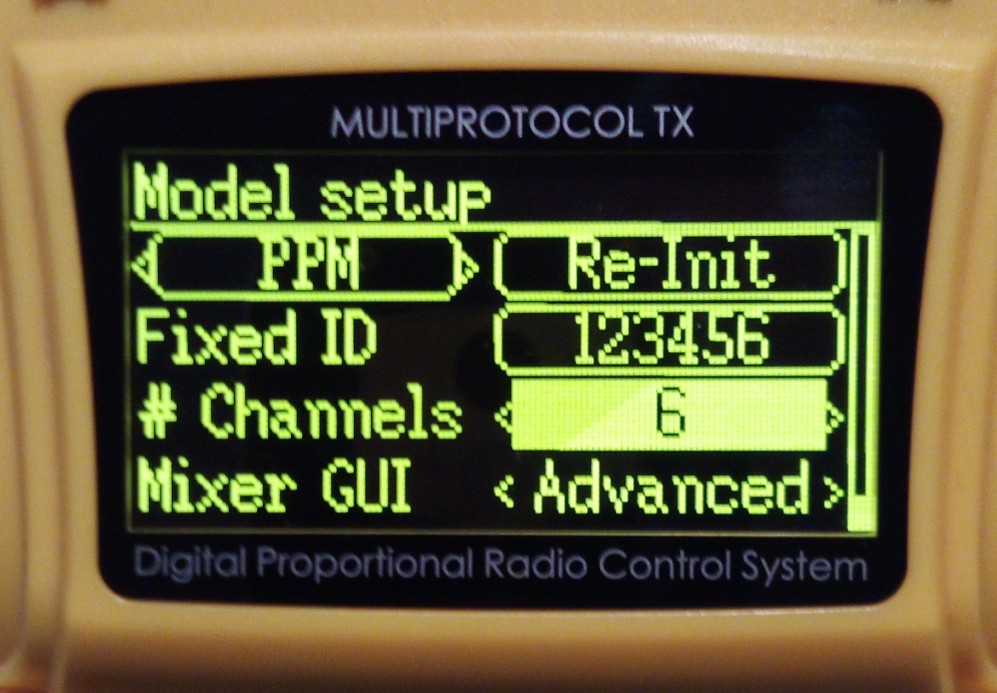 MULTIPROTOCOL TX
Model setup
PPM Re-Init
Fixed ID 123456
# Channels < 6 >
Mixer GUI < Advanced >
Digital Proportional Radio Control System